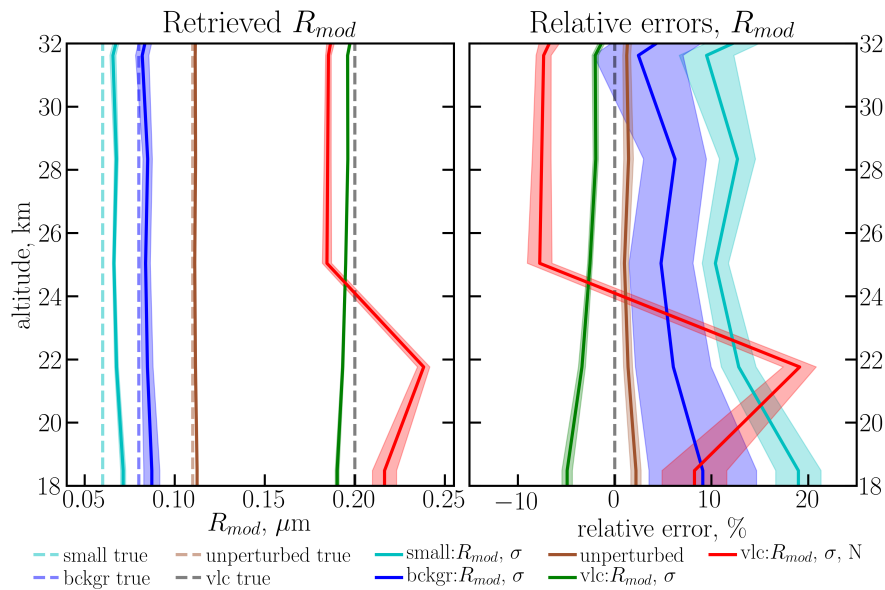 Retrieved R_mod
Relative errors, R_mod
32
30
28
26
24
22
20
18
altitude, km
0.05 0.10 0.15 0.20 0.25
R_mod, μm
32
30
28
26
24
22
20
18
−10 0 10 20
relative error, %
small true
bckgr true
unperturbed true
vlc true
small:R_mod, σ
bckgr:R_mod, σ
unperturbed
vlc:R_mod, σ
vlc:R_mod, σ, N